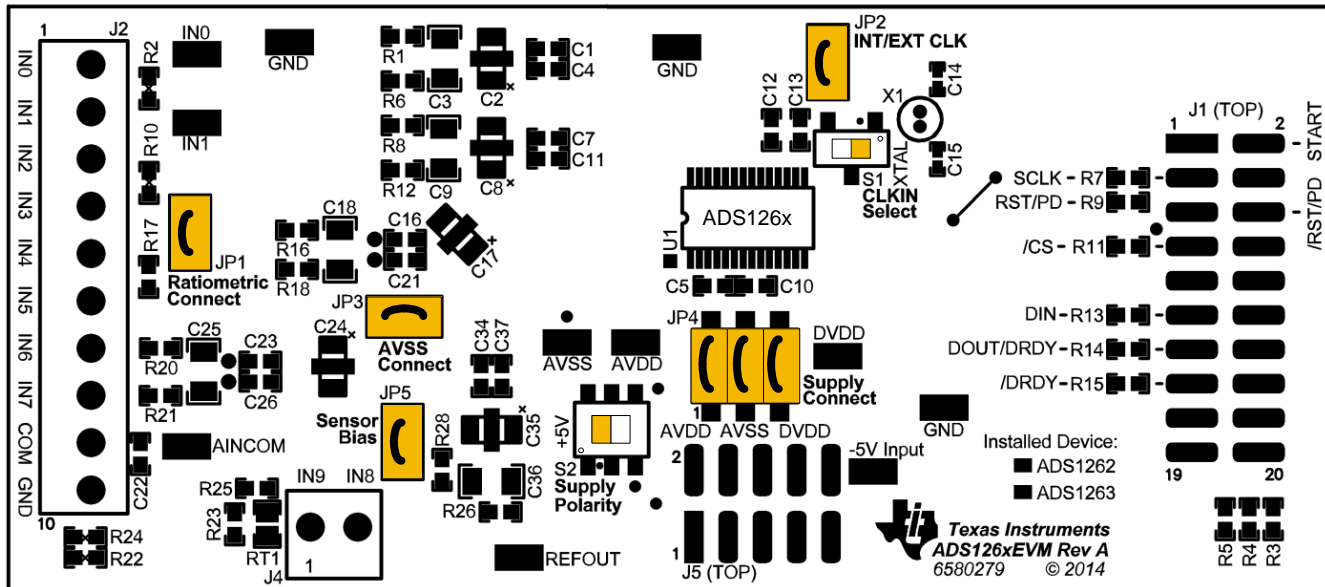 1
J2
IN0
IN1
IN2
IN3
IN4
IN5
IN6
IN7
COM
GND
10
R2
R10
R17
IN0
IN1
GND
JP1
Ratiometric
Connect
R1
R6
R8
R12
C3
C9
C2
C8
C1
C4
C7
C11
GND
R16
R18
C18
C16
C21
C17
JP3
AVSS
Connect
R20
R21
C25
C23
C26
C24
C22
AINCOM
JP5
Sensor
Bias
R28
C34
C37
C35
C36
R26
AVSS
AVDD
+5V
S2
Supply
Polarity
R25
R23
RT1
R24
R22
IN9
IN8
1
J4
REFOUT
JP2
INT/EXT CLK
C12
C13
X1
C14
C15
XTAL
S1
CLKIN
Select
ADS126x
U1
C5
C10
JP4
DVDD
Supply
Connect
1
AVDD
AVSS
DVDD
2
1
J5 (TOP)
-5V Input
GND
J1 (TOP)
1
2
START
/RST/PD
SCLK
R7
RST/PD
R9
/CS
R11
DIN
R13
DOUT/DRDY
R14
/DRDY
R15
19
20
Installed Device:
ADS1262
ADS1263
Texas Instruments
ADS126xEVM Rev A
6580279 © 2014
R5
R4
R3